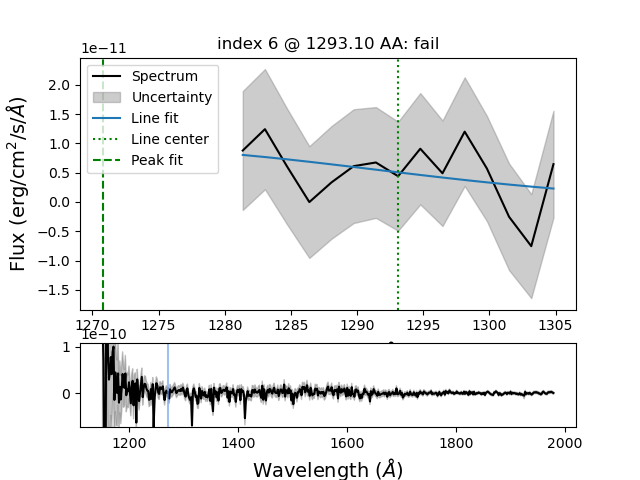 index 6 @ 1293.10 AA: fail
1e−11
Spectrum
Uncertainty
Line fit
Line center
Peak fit
Flux (erg/cm²/s/Å)
2.0
1.5
1.0
0.5
0.0
−0.5
−1.0
−1.5
1270 1275 1280 1285 1290 1295 1300 1305
1e−10
1
0
1200 1400 1600 1800 2000
Wavelength (Å)